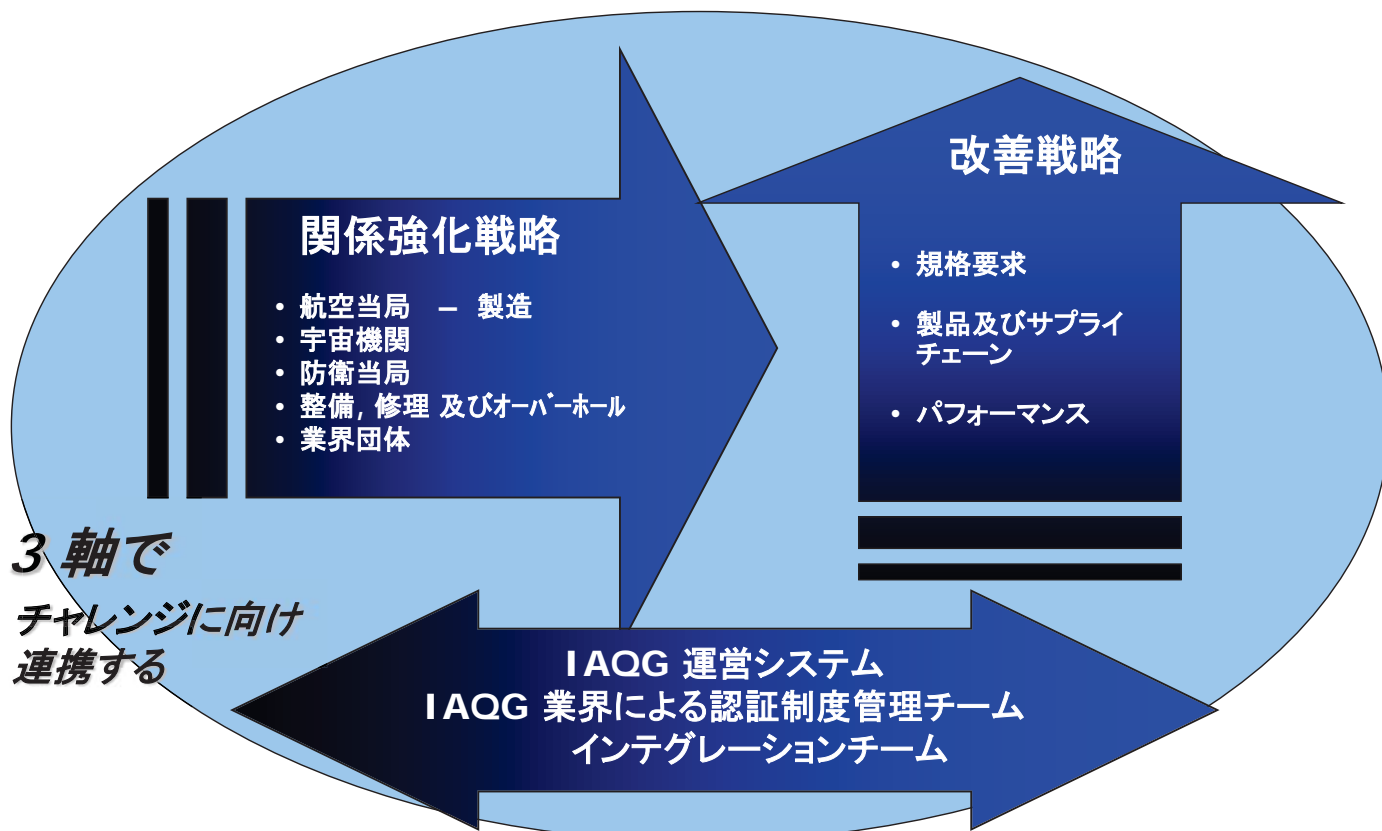 改善戦略
関係強化戦略
• 航空当局 － 製造
• 宇宙機関
• 防衛当局
• 整備, 修理 及びｵｰﾊﾞｰﾎｰﾙ
• 業界団体
• 規格要求
• 製品及びサプライ
チェーン
• パフォーマンス
3 軸で
チャレンジに向け
連携する
IAQG 運営システム
IAQG 業界による認証制度管理チーム
インテグレーションチーム